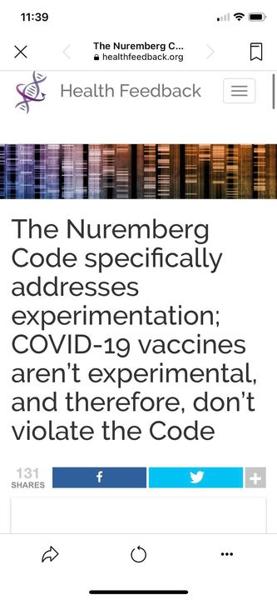 11:39
The Nuremberg C...
healthfeedback.org
Health Feedback
The Nuremberg
Code specifically
addresses
experimentation;
COVID-19 vaccines
aren't experimental,
and therefore, don't
violate the Code
131
SHARES